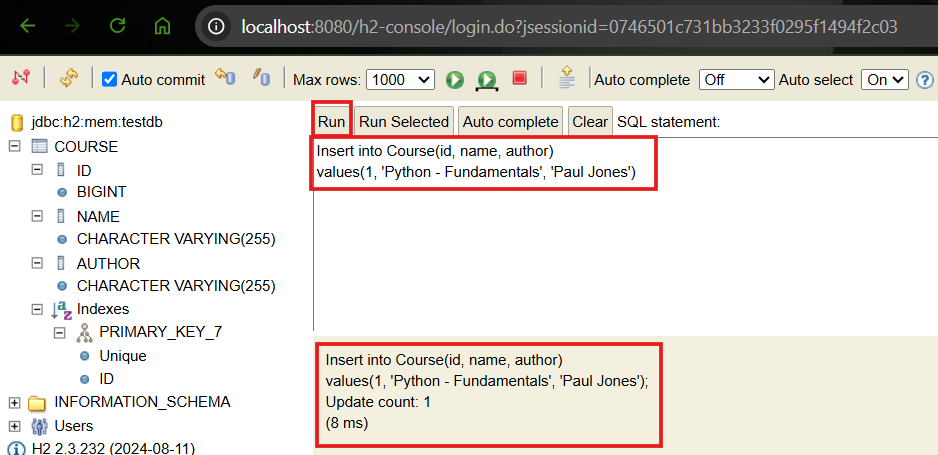 localhost:8080/h2-console/login.do?jsessionid=0746501c731bb3233f0295f1494f2c03
Auto commit Max rows: 1000 Auto complete Off Auto select On ?
jdbc:h2:mem:testdb
COURSE
ID
BIGINT
NAME
CHARACTER VARYING(255)
AUTHOR
CHARACTER VARYING(255)
Indexes
PRIMARY_KEY_7
Unique
ID
INFORMATION_SCHEMA
Users
H2 2.3.232 (2024-08-11)
Run Run Selected Auto complete Clear SQL statement:
Insert into Course(id, name, author)
values(1, 'Python - Fundamentals', 'Paul Jones')
Insert into Course(id, name, author)
values(1, 'Python - Fundamentals', 'Paul Jones');
Update count: 1
(8 ms)